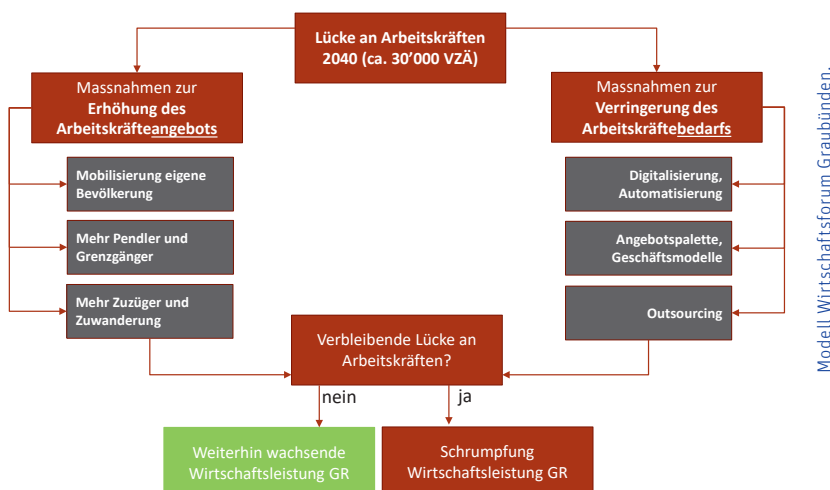 Lücke an Arbeitskräften
2040 (ca. 30’000 VZÄ)
Massnahmen zur
Erhöhung des
Arbeitskräfteangebots
Mobilisierung eigene
Bevölkerung
Mehr Pendler und
Grenzgänger
Mehr Zuzüger und
Zuwanderung
Massnahmen zur
Verringerung des
Arbeitskräftebedarfs
Digitalisierung,
Automatisierung
Angebotspalette,
Geschäftsmodelle
Outsourcing
Verbleibende Lücke an
Arbeitskräften?
nein
ja
Weiterhin wachsende
Wirtschaftsleistung GR
Schrumpfung
Wirtschaftsleistung GR
Modell Wirtschaftsforum Graubünden.